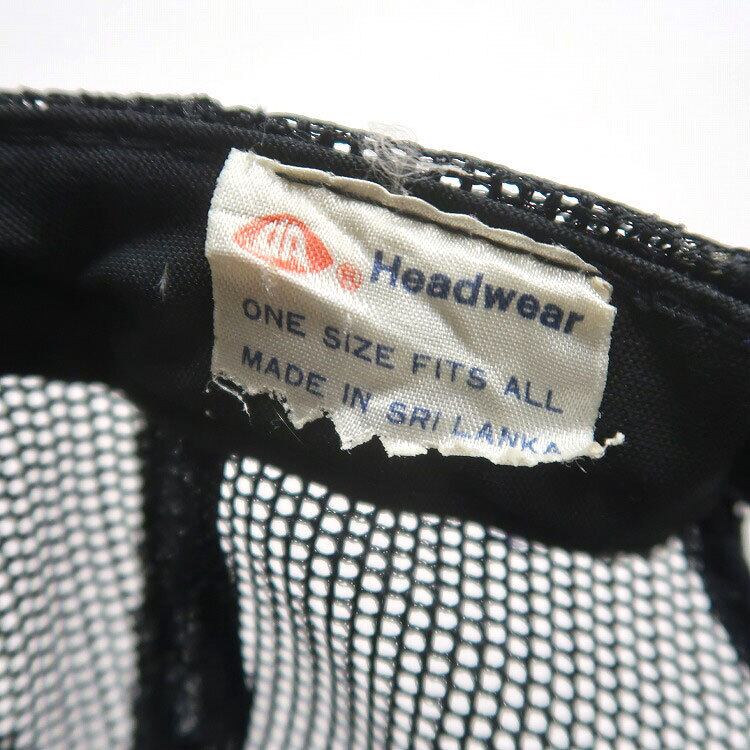 ® Headwear
ONE SIZE FITS ALL
MADE IN SRI LANKA